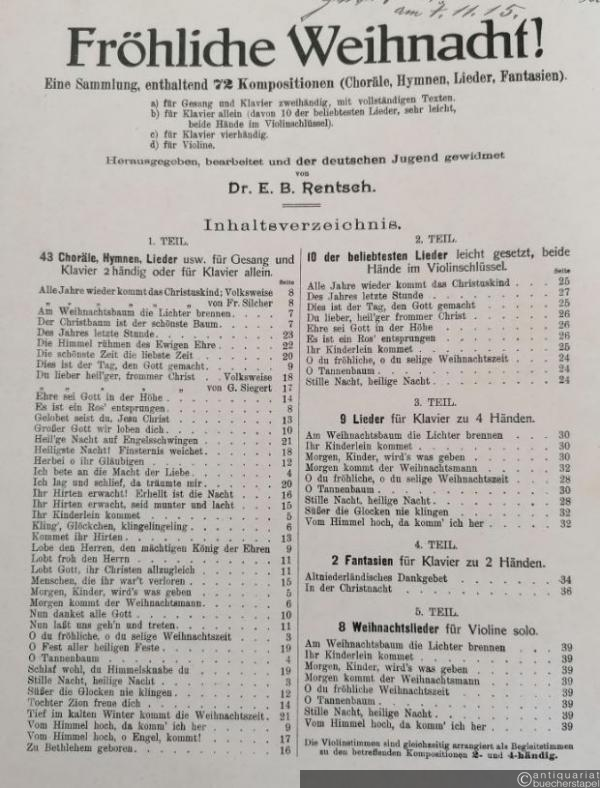 am 7. 11. 15.
Fröhliche Weihnacht!
Eine Sammlung, enthaltend 72 Kompositionen (Choräle, Hymnen, Lieder, Fantasien).
a) für Gesang und Klavier zweihändig, mit vollständigen Texten.
b) für Klavier allein (davon 10 der beliebtesten Lieder, sehr leicht,
beide Hände im Violinschlüssel).
c) für Klavier vierhändig.
d) für Violine.
Herausgegeben, bearbeitet und der deutschen Jugend gewidmet
von
Dr. E. B. Rentsch.
Inhaltsverzeichnis.
1. TEIL.
43 Choräle, Hymnen, Lieder usw. für Gesang und
Klavier 2 händig oder für Klavier allein.
Seite
Alle Jahre wieder kommt das Christuskind; Volksweise 8
" " " " " " von Fr. Silcher 8
Am Weihnachtsbaum die Lichter brennen . . 7
Der Christbaum ist der schönste Baum . . . 7
Des Jahres letzte Stunde . . . 23
Die Himmel rühmen des Ewigen Ehre . . . 22
Die schönste Zeit die liebste Zeit . . . 20
Dies ist der Tag, den Gott gemacht . . . 9
Du lieber heil'ger, frommer Christ . . Volksweise 18
" " " " " von G. Siegert 17
Ehre sei Gott in der Höhe . . . 14
Es ist ein Ros' entsprungen . . . 8
Gelobet seist du, Jesu Christ . . . 13
Großer Gott wir loben dich . . . 10
Heil'ge Nacht auf Engelsschwingen . . . 21
Heiligste Nacht! Finsternis weichet . . . 18
Herbei o ihr Gläubigen . . . 12
Ich bete an die Macht der Liebe . . . 4
Ich lag und schlief, da träumte mir . . . 20
Ihr Hirten erwacht! Erhellt ist die Nacht . . . 16
Ihr Hirten erwacht, seid munter und lacht . . . 15
Ihr Kinderlein kommet . . . 5
Kling', Glöckchen, klingelingeling . . . 6
Kommet ihr Hirten . . . 13
Lobe den Herren, den mächtigen König der Ehren 9
Lobt froh den Herrn . . . 11
Lobt Gott, ihr Christen allzugleich . . . 11
Menschen, die ihr war't verloren . . . 15
Morgen, Kinder, wird's was geben . . . 5
Morgen kommt der Weihnachtsmann . . . 6
Nun danket alle Gott . . . 10
Nun laßt uns geh'n und treten . . . 11
O du fröhliche, o du selige Weihnachtszeit . . . 3
O Fest aller heiligen Feste . . . 19
O Tannenbaum . . . 4
Schlaf wohl, du Himmelsknabe du . . . 19
Stille Nacht, heilige Nacht . . . 3
Süßer die Glocken nie klingen . . . 12
Tochter Zion freue dich . . . 14
Tief im kalten Winter kommt die Weihnachtszeit . 21
Vom Himmel hoch, da komm' ich her . . . 9
Vom Himmel hoch, o Engel, kommt! . . . 17
Zu Bethlehem geboren . . . 16
2. TEIL.
10 der beliebtesten Lieder leicht gesetzt, beide
Hände im Violinschlüssel.
Seite
Alle Jahre wieder kommt das Christuskind . . . 25
Des Jahres letzte Stunde . . . 27
Dies ist der Tag, den Gott gemacht . . . 25
Du lieber, heil'ger frommer Christ . . . 26
Ehre sei Gott in der Höhe . . . 26
Es ist ein Ros' entsprungen . . . 26
Ihr Kinderlein kommet . . . 25
O du fröhliche, o du selige Weihnachtszeit . . . 24
O Tannenbaum . . . 24
Stille Nacht, heilige Nacht . . . 24
3. TEIL.
9 Lieder für Klavier zu 4 Händen.
Am Weihnachtsbaum die Lichter brennen . . . 30
Ihr Kinderlein kommet . . . 30
Morgen, Kinder, wird's was geben . . . 30
Morgen kommt der Weihnachtsmann . . . 32
O du fröhliche, o du selige Weihnachtszeit . . . 28
O Tannenbaum . . . 30
Stille Nacht, heilige Nacht . . . 28
Süßer die Glocken nie klingen . . . 32
Vom Himmel hoch, da komm' ich her . . . 32
4. TEIL.
2 Fantasien für Klavier zu 2 Händen.
Altniederländisches Dankgebet . . . 34
In der Christnacht . . . 36
5. TEIL.
8 Weihnachtslieder für Violine solo.
Am Weihnachtsbaum die Lichter brennen . . . 39
Ihr Kinderlein kommet . . . 39
Morgen, Kinder, wird's was geben . . . 39
Morgen kommt der Weihnachtsmann . . . 39
O du fröhliche Weihnachtszeit . . . 39
O Tannenbaum . . . 39
Stille Nacht, heilige Nacht . . . 39
Vom Himmel hoch, da komm' ich her . . . 39
Die Violinstimmen sind gleichzeitig arrangiert als Begleitstimmen
zu den betreffenden Kompositionen 2- und 4-händig.
antiquariat
buecherstapel